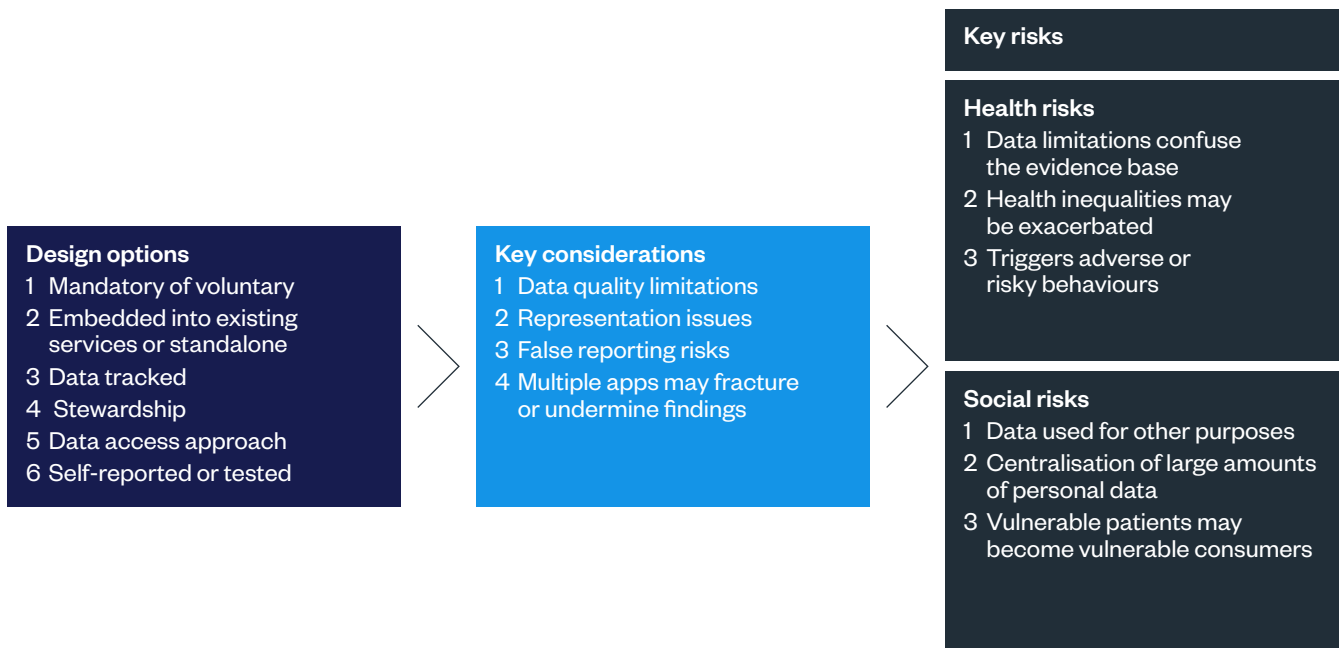 Design options
1 Mandatory of voluntary
2 Embedded into existing
services or standalone
3 Data tracked
4 Stewardship
5 Data access approach
6 Self-reported or tested
Key considerations
1 Data quality limitations
2 Representation issues
3 False reporting risks
4 Multiple apps may fracture
or undermine findings
Key risks
Health risks
1 Data limitations confuse
the evidence base
2 Health inequalities may
be exacerbated
3 Triggers adverse or
risky behaviours
Social risks
1 Data used for other purposes
2 Centralisation of large amounts
of personal data
3 Vulnerable patients may
become vulnerable consumers